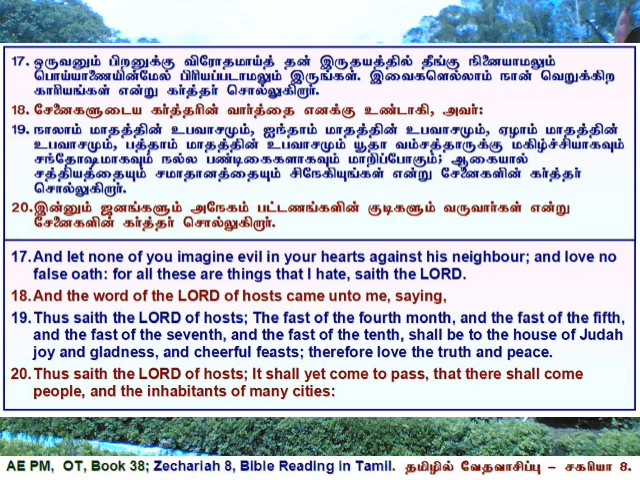 17. ஒருவனும் பிறனுக்கு விரோதமாய்த் தன் இருதயத்தில் தீங்கு நினையாமலும்
பொய்யாணையின்மேல் பிரியப்படாமலும் இருங்கள். இவைகளெல்லாம் நான் வெறுக்கிற
காரியங்கள் என்று கர்த்தர் சொல்லுகிறார்.
18. சேனைகளுடைய கர்த்தரின் வார்த்தை எனக்கு உண்டாகி, அவர்:
19. நாலாம் மாதத்தின் உபவாசமும், ஐந்தாம் மாதத்தின் உபவாசமும், ஏழாம் மாதத்தின்
உபவாசமும், பத்தாம் மாதத்தின் உபவாசமும் யூதா வம்சத்தாருக்கு மகிழ்ச்சியாகவும்
சந்தோஷமாகவும் நல்ல பண்டிகைகளாகவும் மாறிப்போகும்; ஆகையால்
சத்தியத்தையும் சமாதானத்தையும் சிநேகியுங்கள் என்று சேனைகளின் கர்த்தர்
சொல்லுகிறார்.
20. இன்னும் ஜனங்களும் அநேகம் பட்டணங்களின் குடிகளும் வருவார்கள் என்று
சேனைகளின் கர்த்தர் சொல்லுகிறார்.
17. And let none of you imagine evil in your hearts against his neighbour; and love no
false oath: for all these are things that I hate, saith the LORD.
18. And the word of the LORD of hosts came unto me, saying,
19. Thus saith the LORD of hosts; The fast of the fourth month, and the fast of the fifth,
and the fast of the seventh, and the fast of the tenth, shall be to the house of Judah
joy and gladness, and cheerful feasts; therefore love the truth and peace.
20. Thus saith the LORD of hosts; It shall yet come to pass, that there shall come
people, and the inhabitants of many cities:
AE PM, OT, Book 38; Zechariah 8, Bible Reading in Tamil. தமிழில் வேதவாசிப்பு – சகரியா 8.